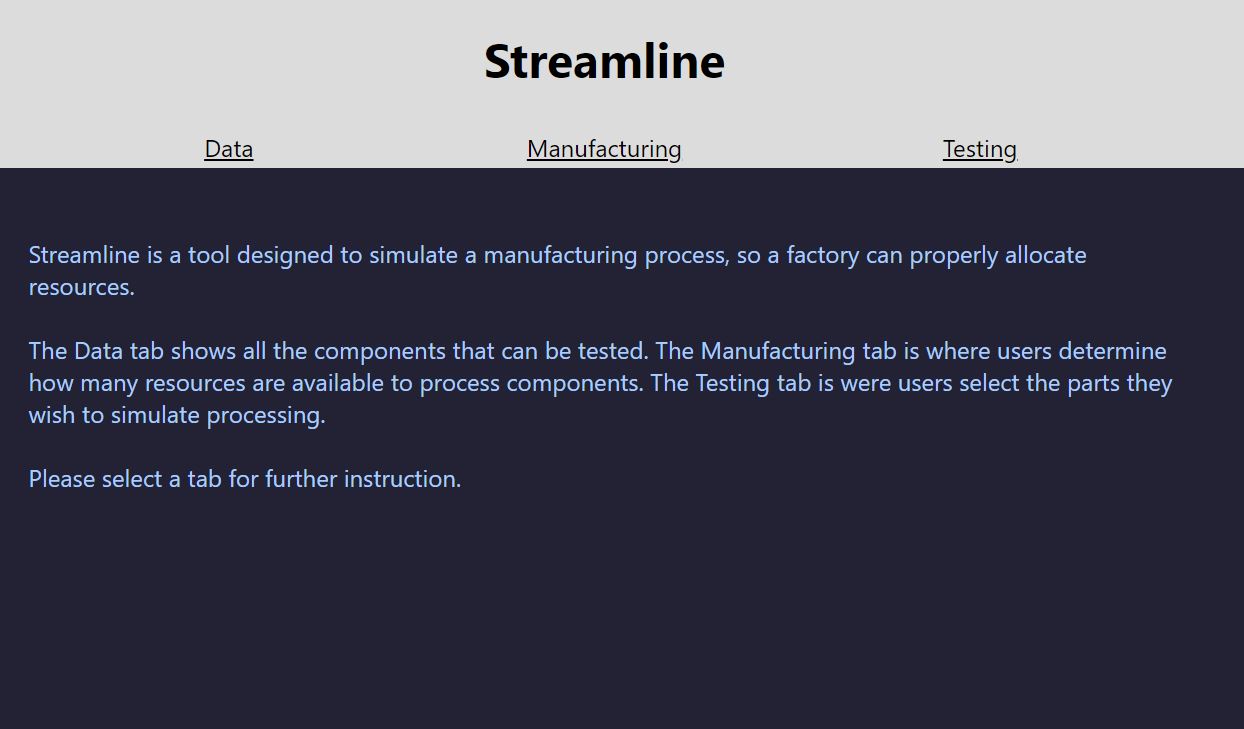 Streamline
Data
Manufacturing
Testing
Streamline is a tool designed to simulate a manufacturing process, so a factory can properly allocate
resources.
The Data tab shows all the components that can be tested. The Manufacturing tab is where users determine
how many resources are available to process components. The Testing tab is were users select the parts they
wish to simulate processing.
Please select a tab for further instruction.